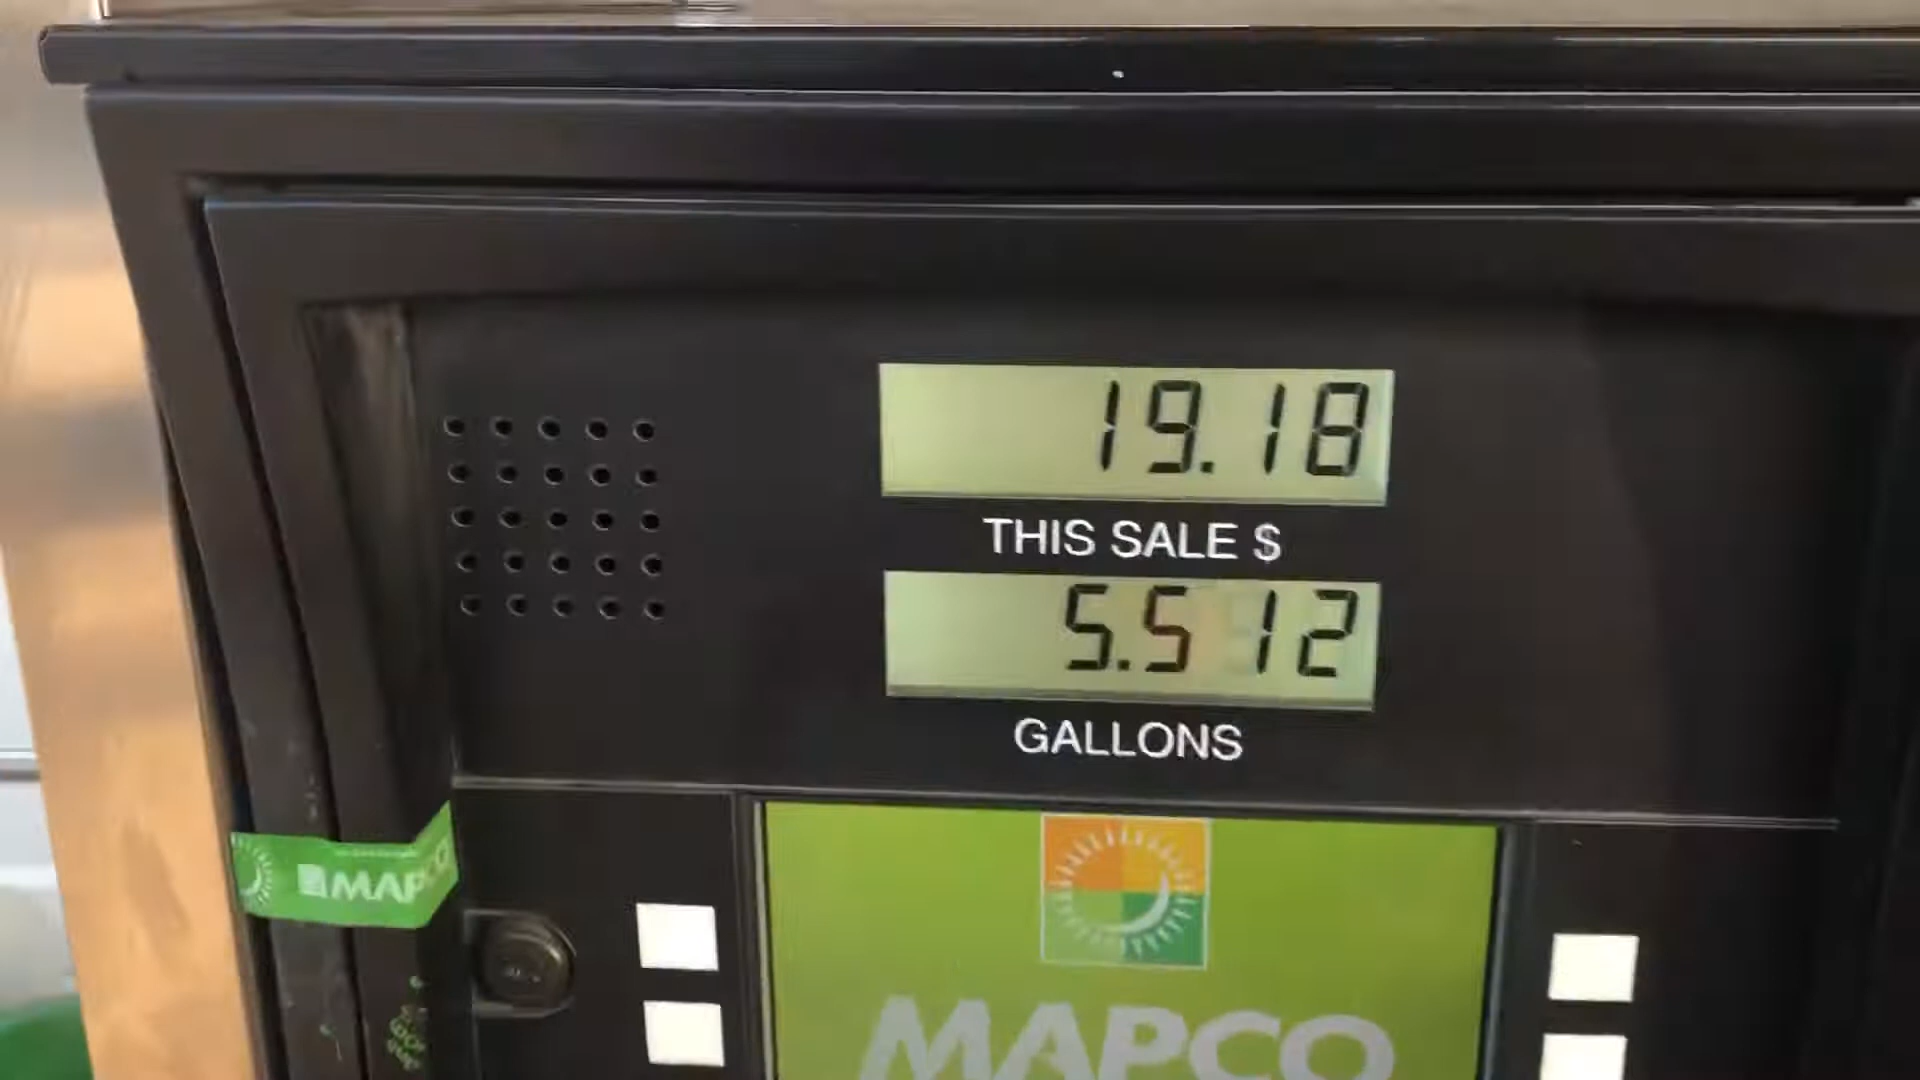 19.18
THIS SALE $
5.512
GALLONS
MAPCO
MAPCO